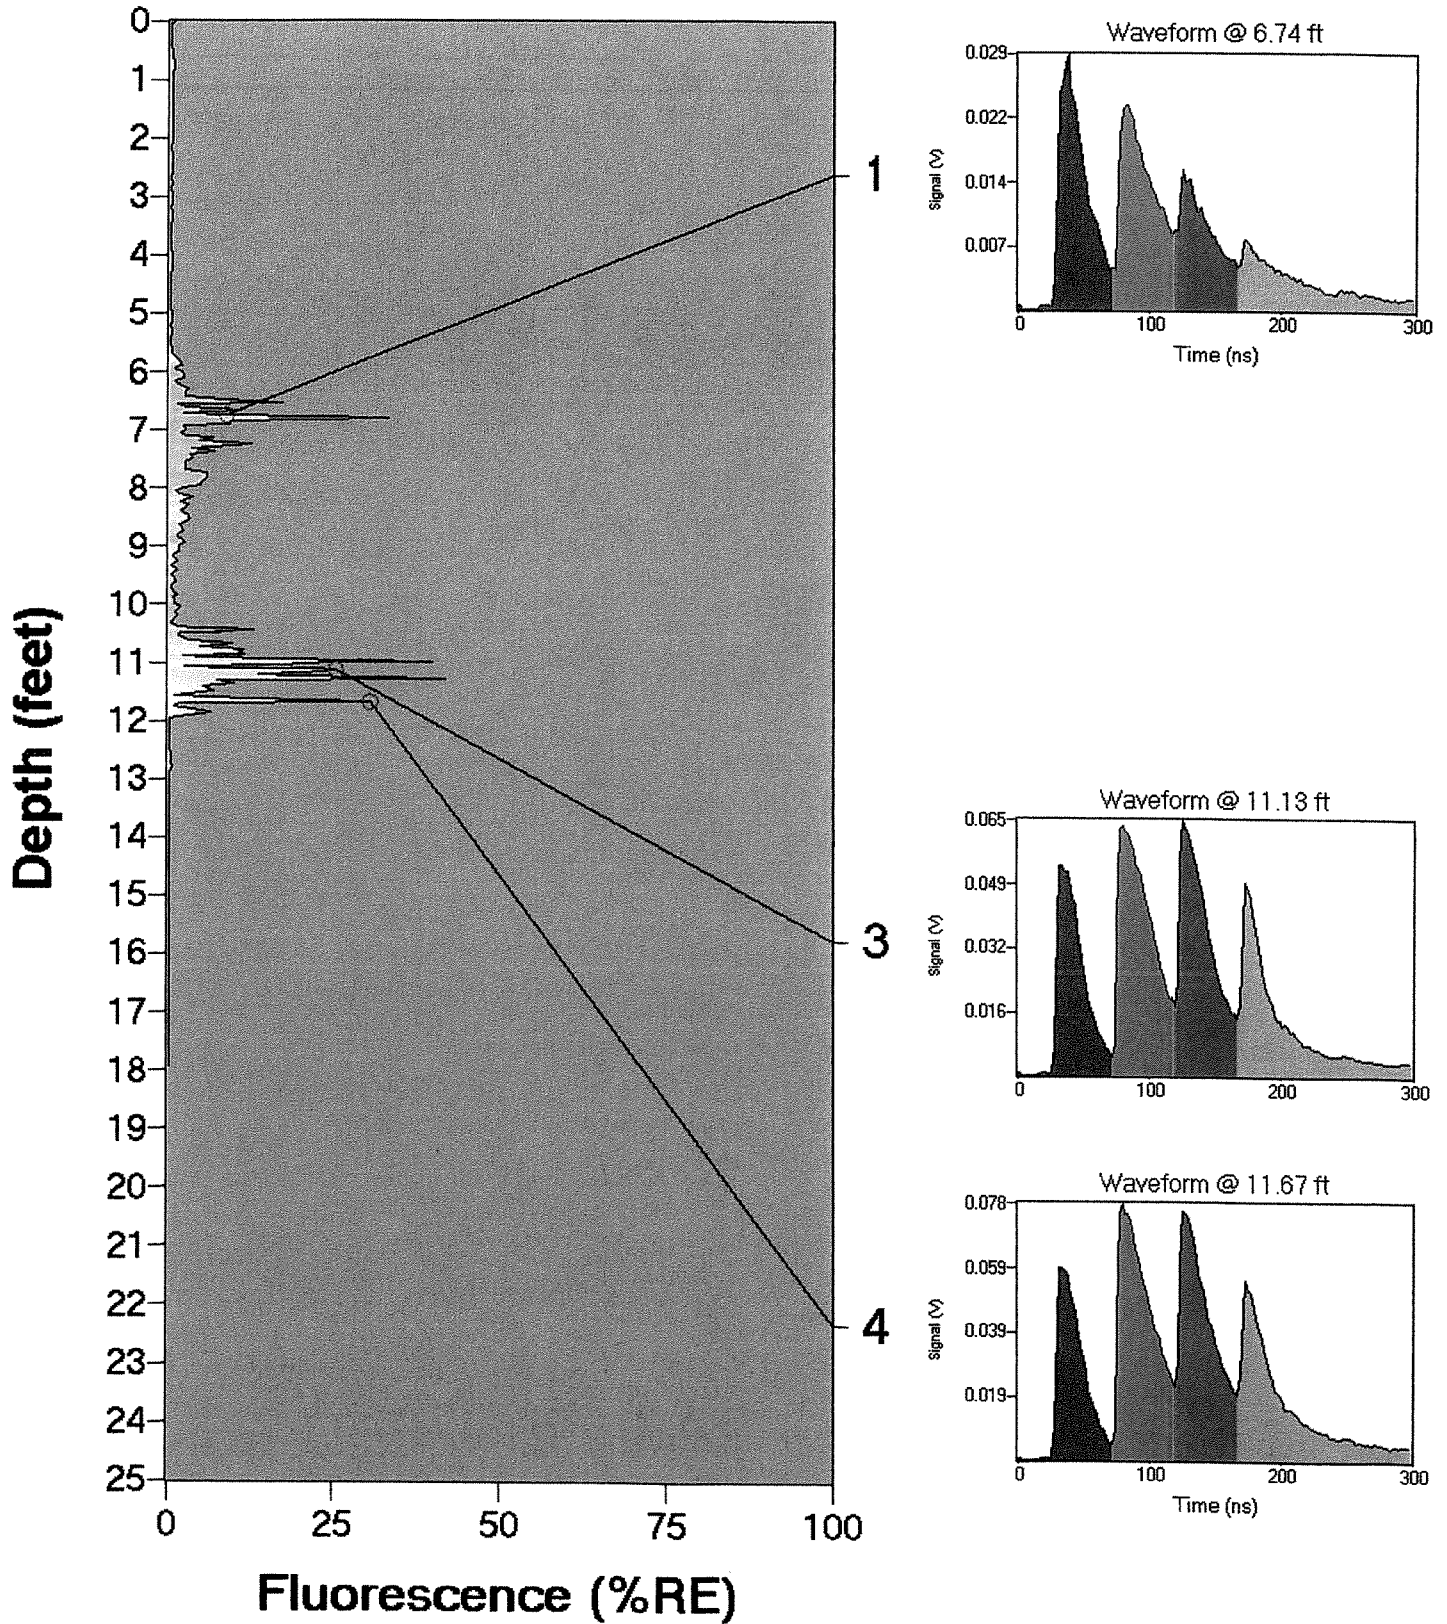 Depth (feet)
0
1
2
3
4
5
6
7
8
9
10
11
12
13
14
15
16
17
18
19
20
21
22
23
24
25
0 25 50 75 100
Fluorescence (%RE)
1
3
4
Waveform @ 6.74 ft
Signal (V)
0.029
0.022
0.014
0.007
0 100 200 300
Time (ns)
Waveform @ 11.13 ft
Signal (V)
0.065
0.049
0.032
0.016
0 100 200 300
Waveform @ 11.67 ft
Signal (V)
0.078
0.059
0.039
0.019
0 100 200 300
Time (ns)